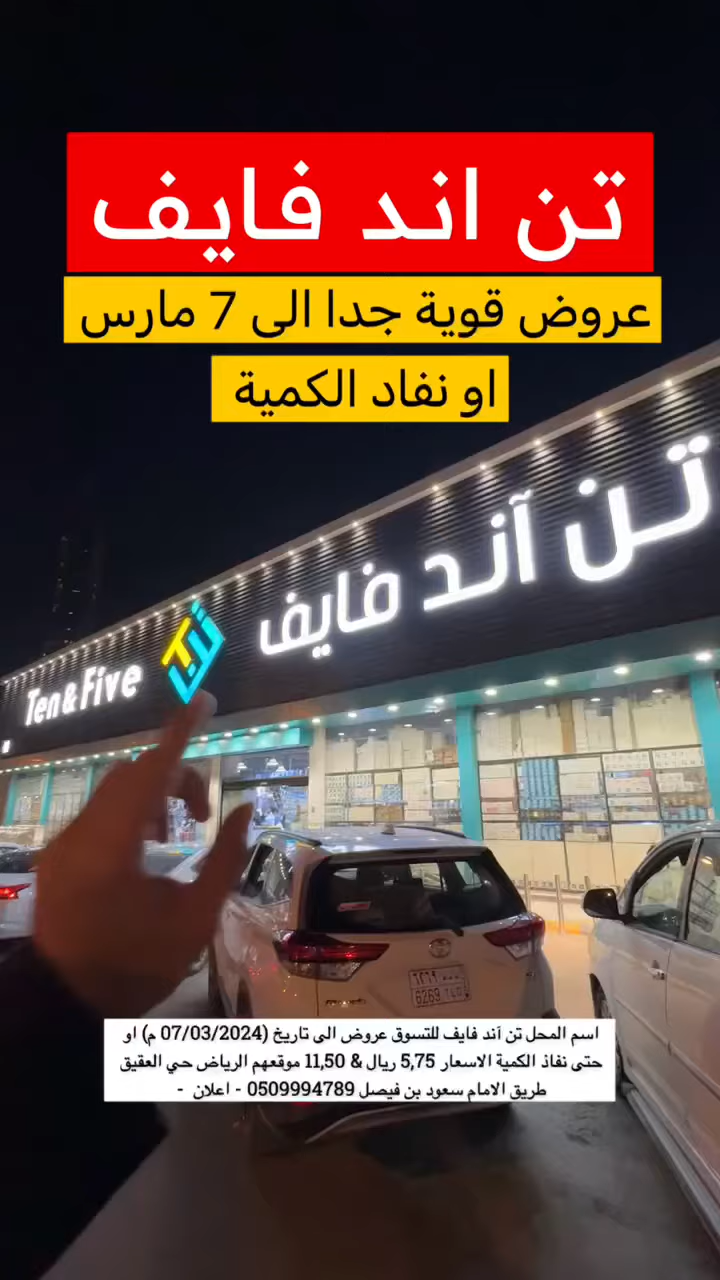 تن اند فايف
عروض قوية جدا الى 7 مارس
او نفاد الكمية
تن آند فايف
Ten & Five
6269
اسم المحل تن آند فايف للتسوق عروض الى تاريخ (07/03/2024 م) او
حتى نفاذ الكمية الاسعار 5,75 ريال & 11,50 موقعهم الرياض حي العقيق
طريق الامام سعود بن فيصل 0509994789 - اعلان -